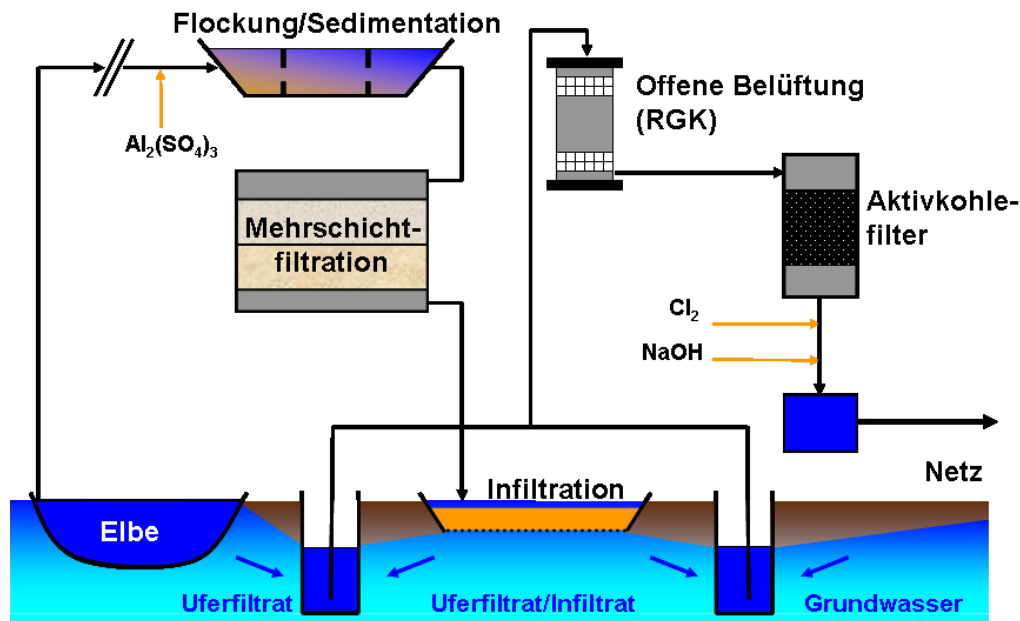 Flockung/Sedimentation
Al₂(SO₄)₃
Mehrschicht-
filtration
Offene Belüftung
(RGK)
Aktivkohle-
filter
Cl₂
NaOH
Netz
Infiltration
Elbe
Uferfiltrat
Uferfiltrat/Infiltrat
Grundwasser